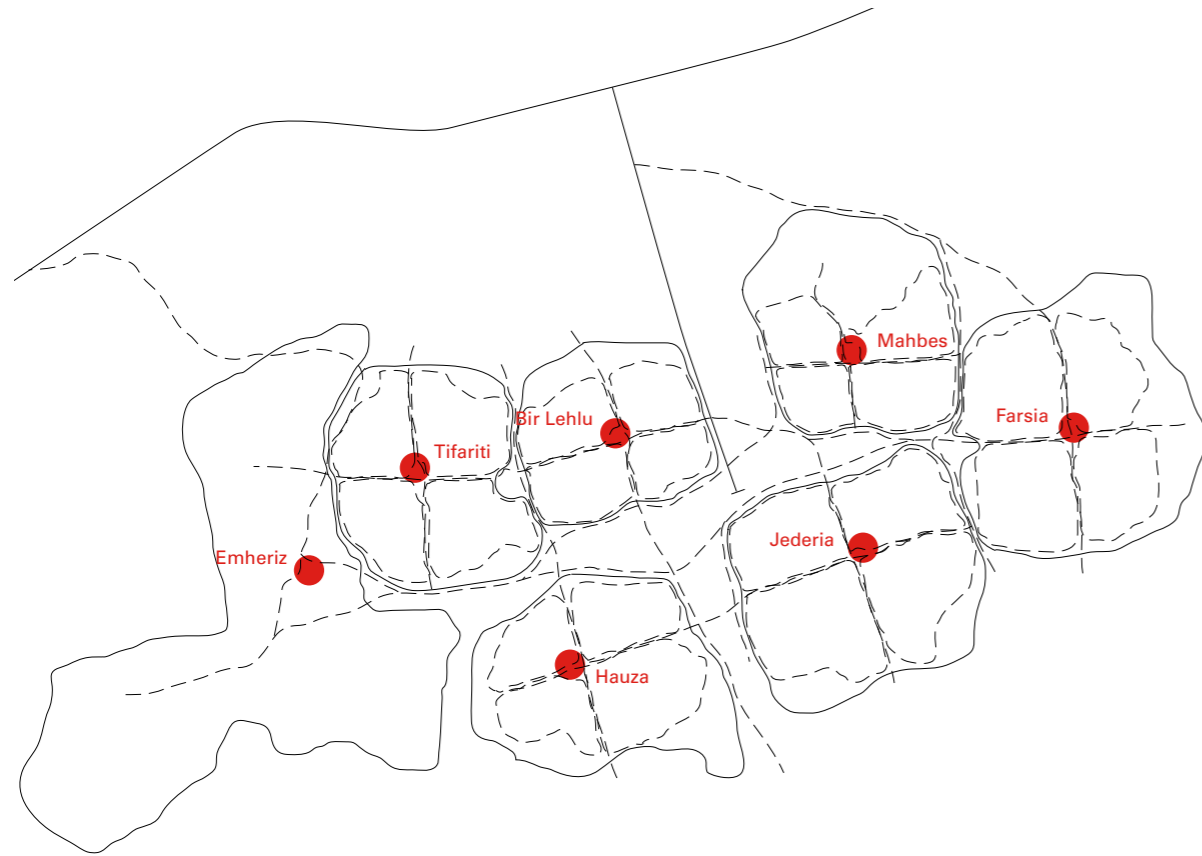 Mahbes
Farsia
Bir Lehlu
Tifariti
Jederia
Emheriz
Hauza